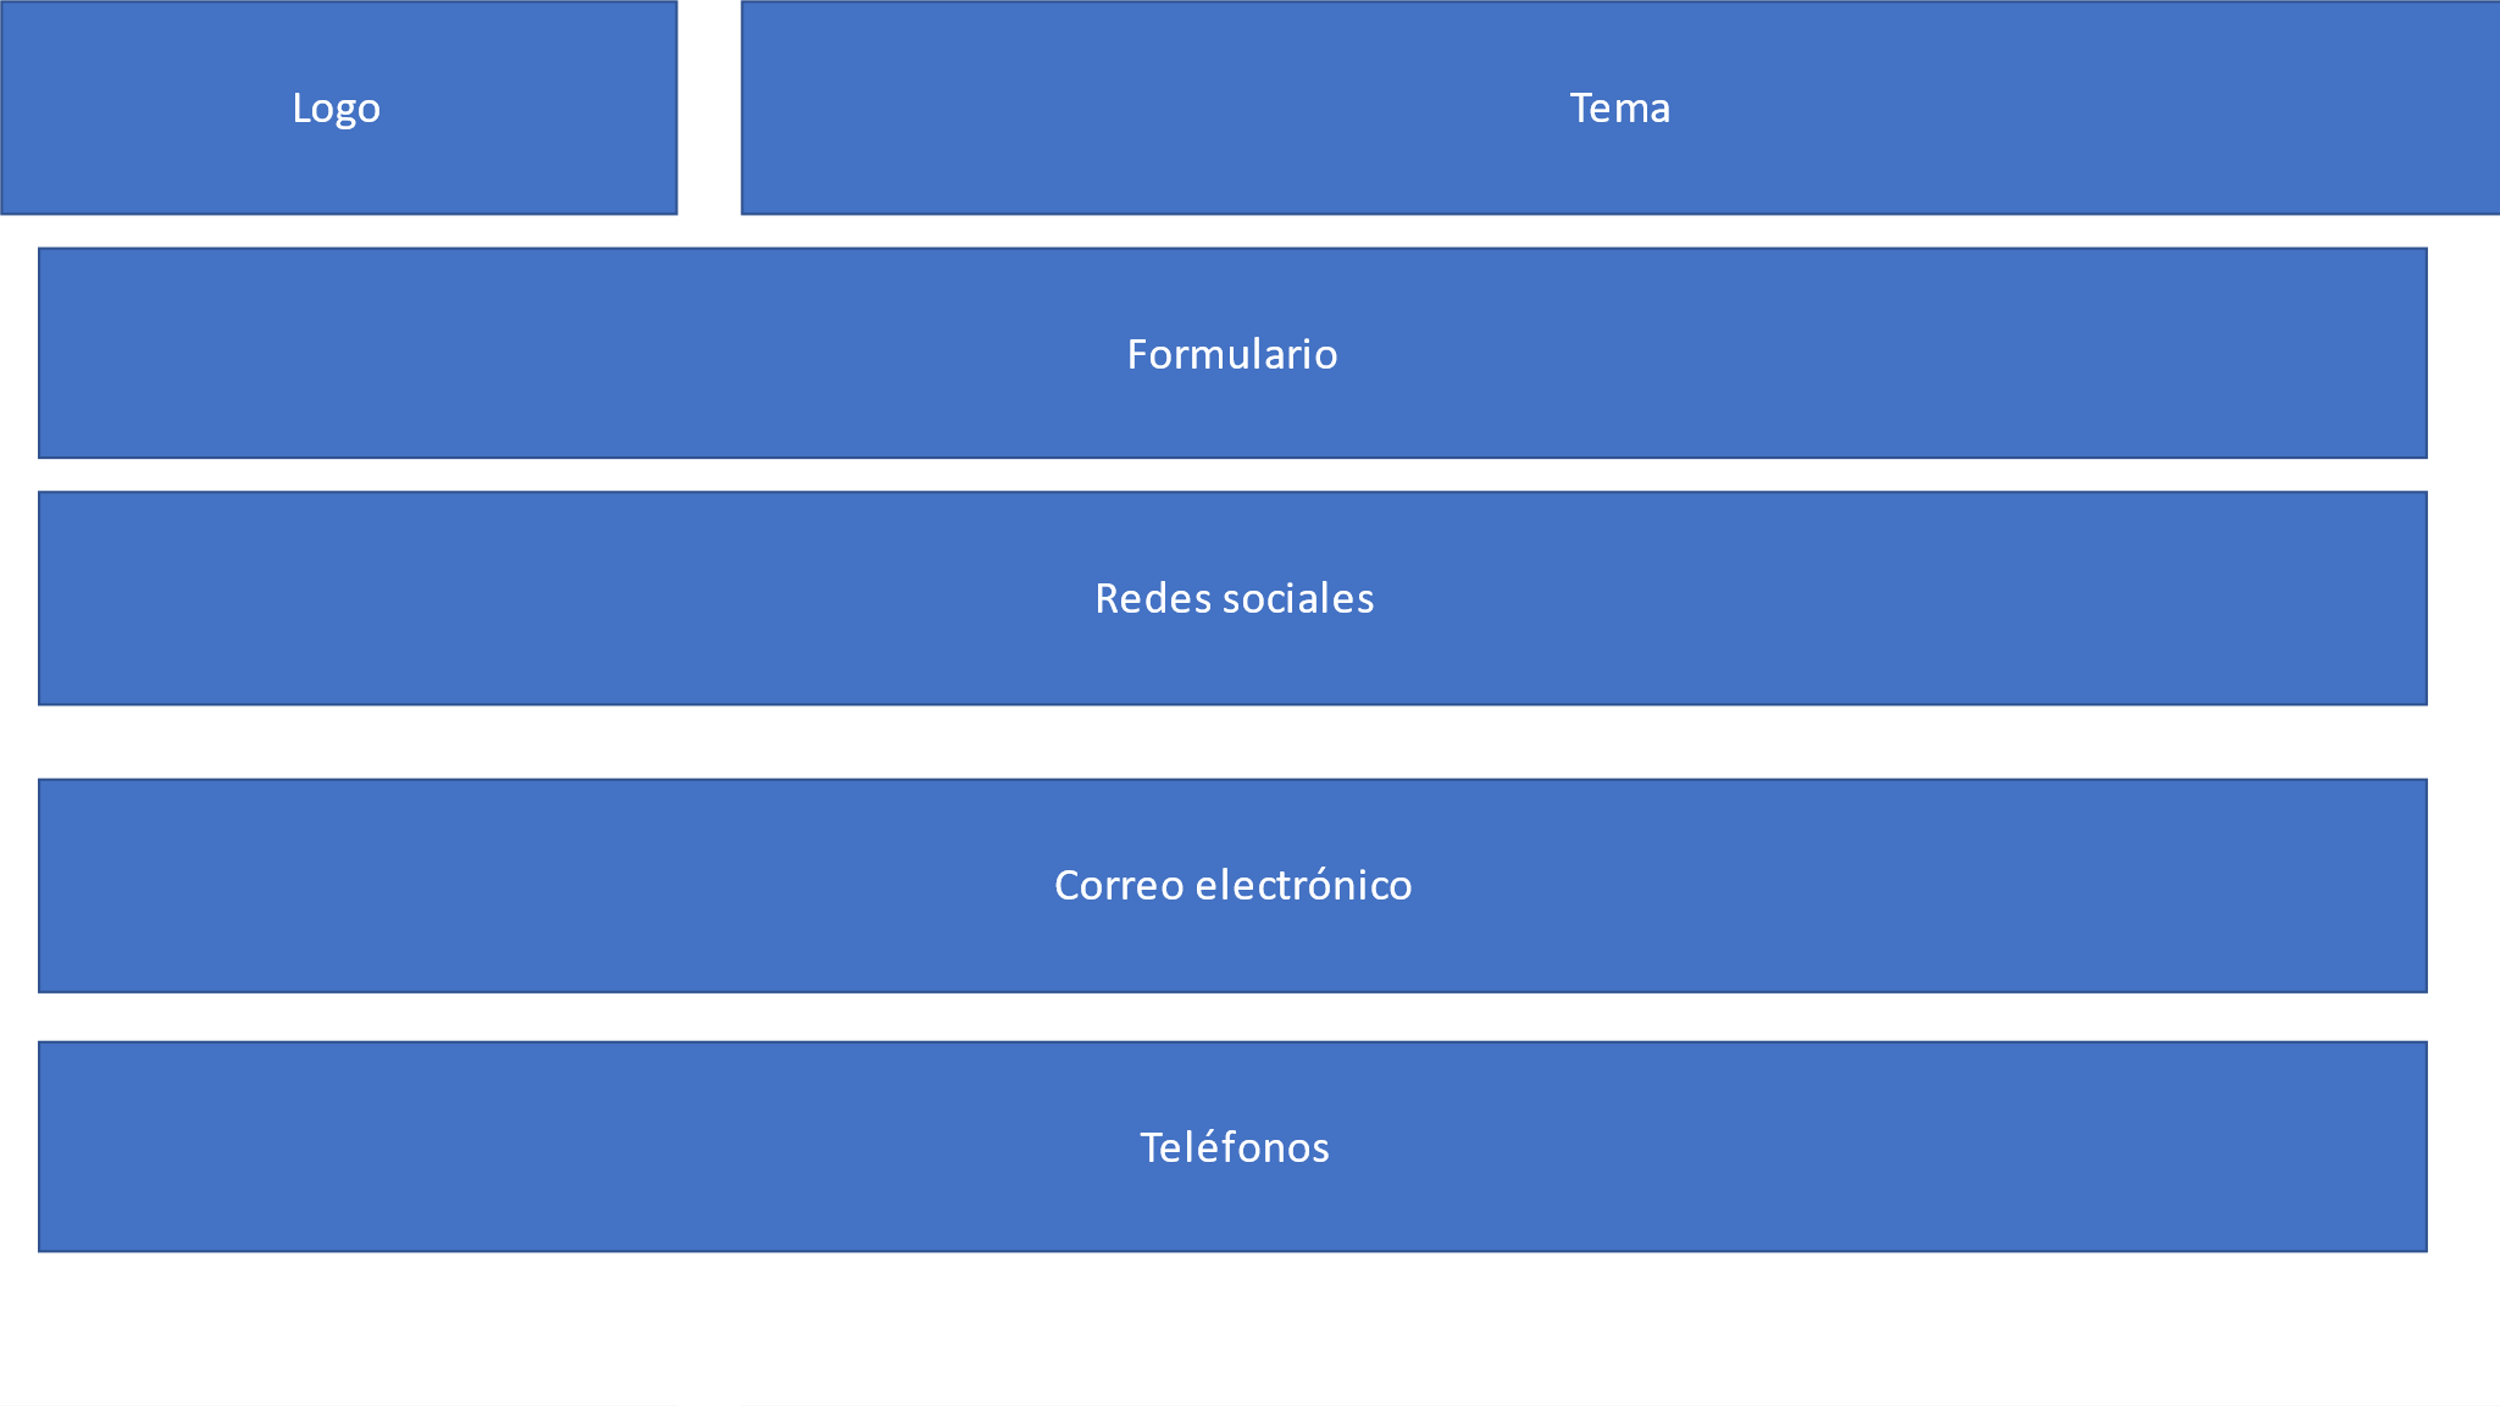 Logo
Tema
Formulario
Redes sociales
Correo electrónico
Teléfonos